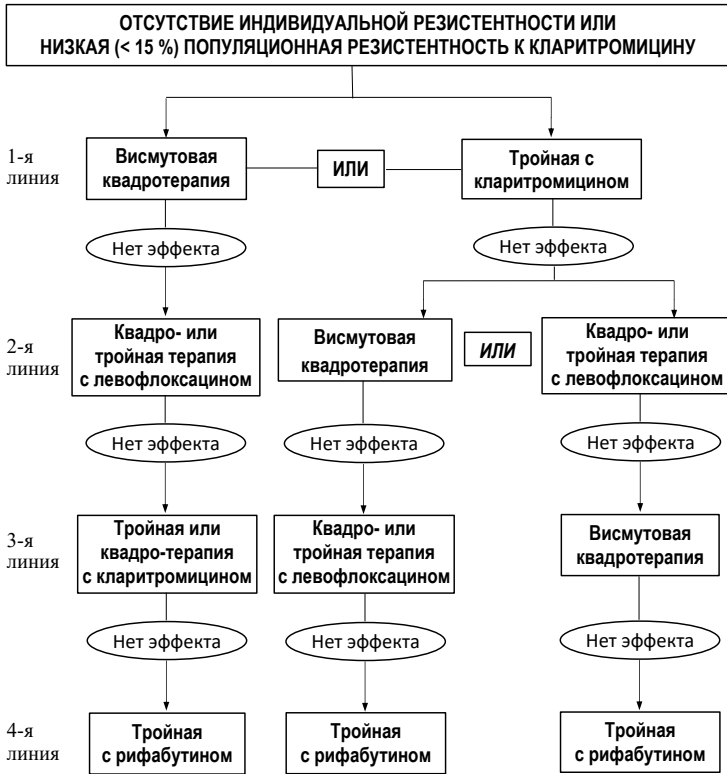 ОТСУТСТВИЕ ИНДИВИДУАЛЬНОЙ РЕЗИСТЕНТНОСТИ ИЛИ
НИЗКАЯ (< 15 %) ПОПУЛЯЦИОННАЯ РЕЗИСТЕНТНОСТЬ К КЛАРИТРОМИЦИНУ
1-я
линия
Висмутовая
квадротерапия
ИЛИ
Тройная с
кларитромицином
Нет эффекта
Нет эффекта
2-я
линия
Квадро- или
тройная терапия
с левофлоксацином
Висмутовая
квадротерапия
ИЛИ
Квадро- или
тройная терапия
с левофлоксацином
Нет эффекта
Нет эффекта
Нет эффекта
3-я
линия
Тройная или
квадро-терапия
с кларитромицином
Квадро- или
тройная терапия
с левофлоксацином
Висмутовая
квадротерапия
Нет эффекта
Нет эффекта
Нет эффекта
4-я
линия
Тройная
с рифабутином
Тройная
с рифабутином
Тройная
с рифабутином